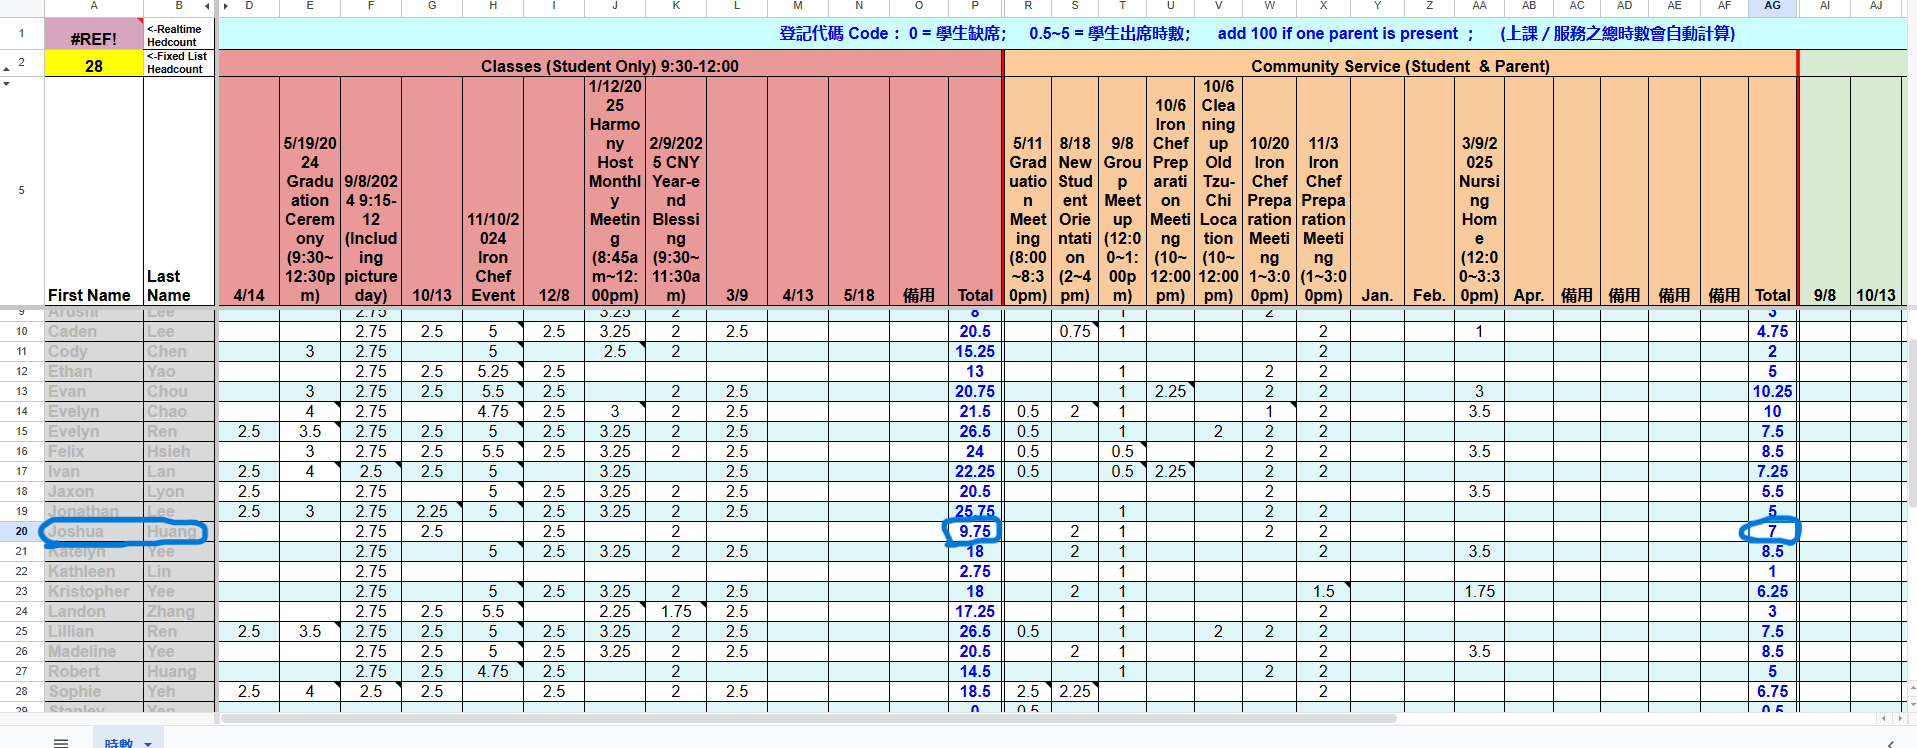 A B D E F G H I J K L M N O P R S T U V W X Y Z AA AB AC AD AE AF AG AI AJ
1 #REF! <-Realtime Hedcount 登記代碼 Code： 0 = 學生缺席； 0.5~5 = 學生出席時數； add 100 if one parent is present ； (上課 / 服務之總時數會自動計算)
2 28 <-Fixed List Headcount Classes (Student Only) 9:30-12:00 Community Service (Student & Parent)
5 First Name Last Name 4/14 5/19/2024 Graduation Ceremony (9:30~12:30pm) 9/8/2024 9:15-12 (Including picture day) 10/13 11/10/2024 Iron Chef Event 12/8 1/12/2025 Harmony Host Monthly Meeting (8:45am~12:00pm) 2/9/2025 CNY Year-end Blessing (9:30~11:30am) 3/9 4/13 5/18 備用 Total 5/11 Graduation Meeting (8:00~8:30pm) 8/18 New Student Orientation (2~4pm) 9/8 Group Meetup (12:00~1:00pm) 10/6 Iron Chef Preparation Meeting (10~12:00pm) 10/6 Cleaning up Old Tzu-Chi Location (10~12:00pm) 10/20 Iron Chef Preparation Meeting 1~3:00pm) 11/3 Iron Chef Preparation Meeting (1~3:00pm) Jan. Feb. 3/9/2025 Nursing Home (12:00~3:30pm) Apr. 備用 備用 備用 備用 Total 9/8 10/13
9 Arushi Lee 2.75 3.25 2 8 1 2 3
10 Caden Lee 2.75 2.5 5 2.5 3.25 2 2.5 20.5 0.75 1 2 1 4.75
11 Cody Chen 3 2.75 5 2.5 2 15.25 2 2
12 Ethan Yao 2.75 2.5 5.25 2.5 13 1 2 2 5
13 Evan Chou 3 2.75 2.5 5.5 2 2.5 20.75 1 2.25 2 2 3 10.25
14 Evelyn Chao 4 2.75 4.75 2.5 3 2 2.5 21.5 0.5 2 1 1 2 3.5 10
15 Evelyn Ren 2.5 3.5 2.75 2.5 5 2.5 3.25 2 2.5 26.5 0.5 1 2 2 2 7.5
16 Felix Hsieh 3 2.75 2.5 5.5 2.5 3.25 2 2.5 24 0.5 0.5 2 2 3.5 8.5
17 Ivan Lan 2.5 4 2.5 2.5 5 3.25 2.5 22.25 0.5 0.5 2.25 2 2 7.25
18 Jaxon Lyon 2.5 2.75 5 2.5 3.25 2 2.5 20.5 2 3.5 5.5
19 Jonathan Lee 2.5 3 2.75 2.25 5 2.5 3.25 2 2.5 25.75 1 2 2 5
20 Joshua Huang 2.75 2.5 2.5 2 9.75 2 1 2 2 7
21 Katelyn Yee 2.75 5 2.5 3.25 2 2.5 18 2 1 2 3.5 8.5
22 Kathleen Lin 2.75 2.75 1 1
23 Kristopher Yee 2.75 5 2.5 3.25 2 2.5 18 2 1 1.5 1.75 6.25
24 Landon Zhang 2.75 2.5 5.5 2.25 1.75 2.5 17.25 1 2 3
25 Lillian Ren 2.5 3.5 2.75 2.5 5 2.5 3.25 2 2.5 26.5 0.5 1 2 2 2 7.5
26 Madeline Yee 2.75 2.5 5 2.5 3.25 2 2.5 20.5 2 1 2 3.5 8.5
27 Robert Huang 2.75 2.5 4.75 2.5 2 14.5 1 2 2 5
28 Sophie Yeh 2.5 4 2.5 2.5 2.5 2 2.5 18.5 2.5 2.25 2 6.75
29 Stanley Yen 0 0.5 0.5
時數